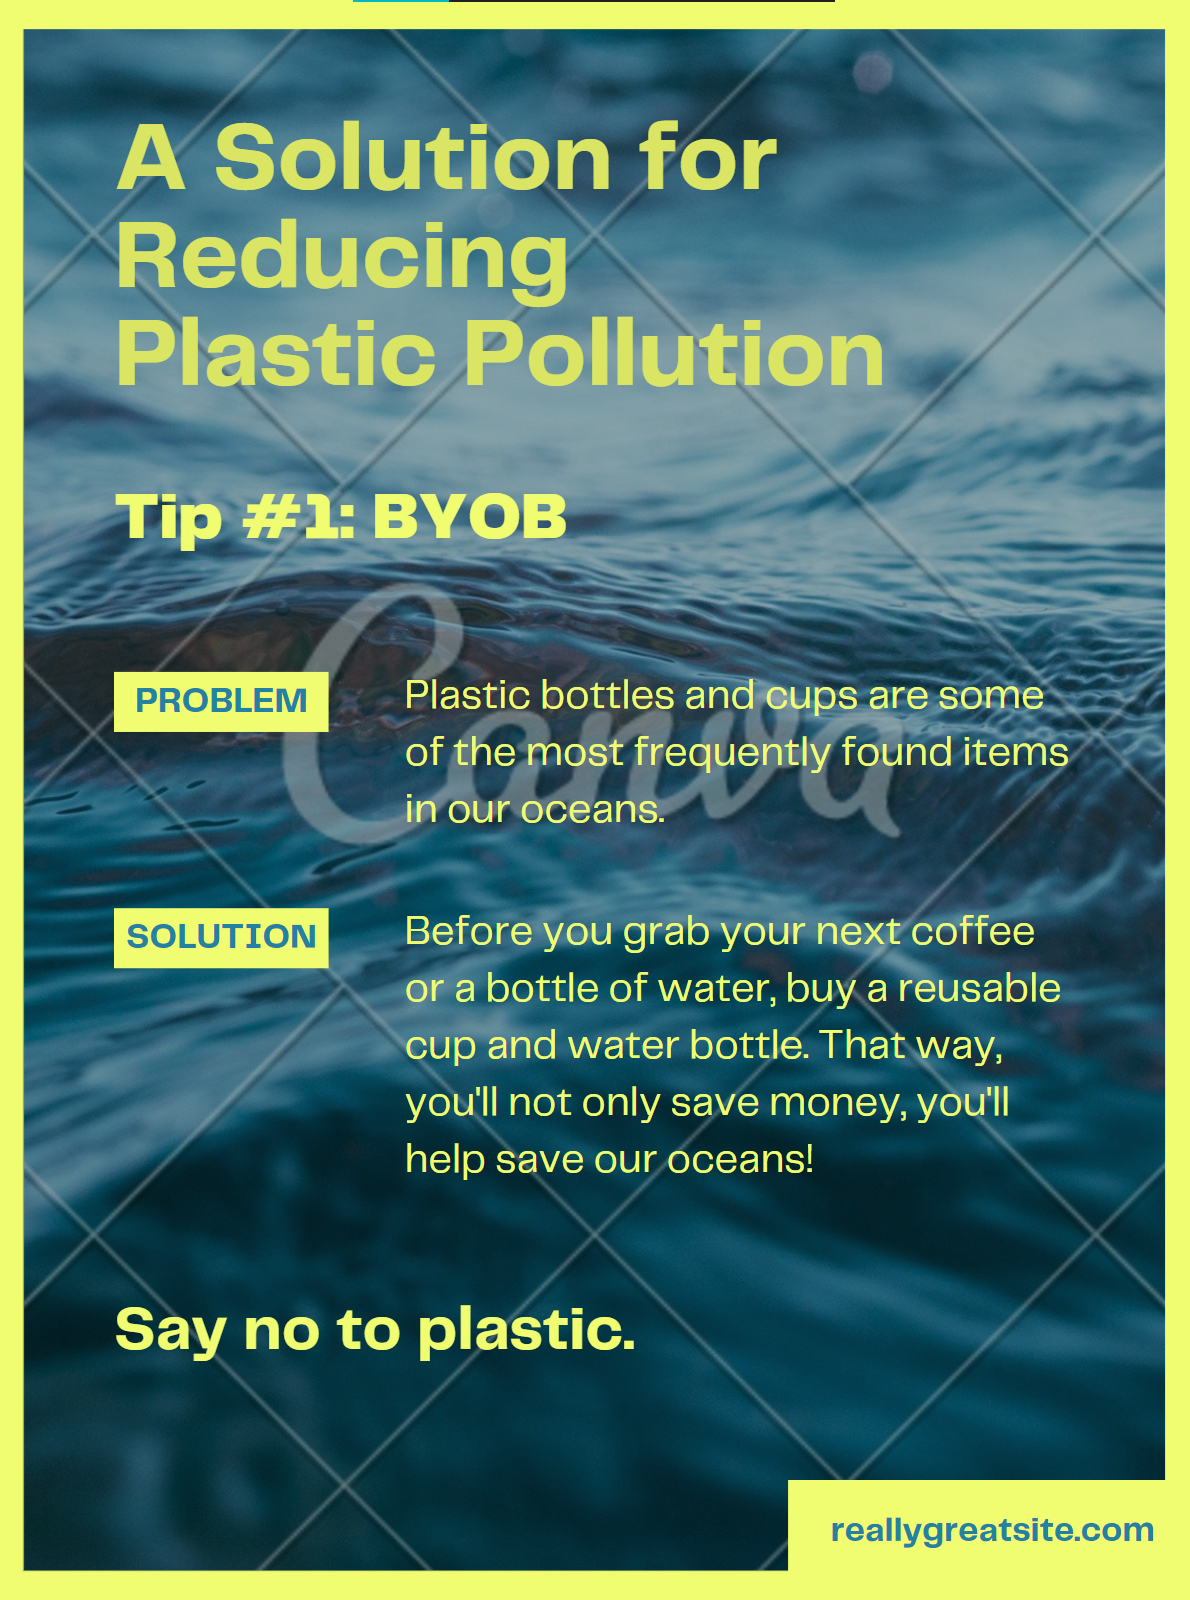 A Solution for
Reducing
Plastic Pollution
Tip #1: BYOB
PROBLEM
Plastic bottles and cups are some
of the most frequently found items
in our oceans.
Canva
SOLUTION
Before you grab your next coffee
or a bottle of water, buy a reusable
cup and water bottle. That way,
you'll not only save money, you'll
help save our oceans!
Say no to plastic.
reallygreatsite.com